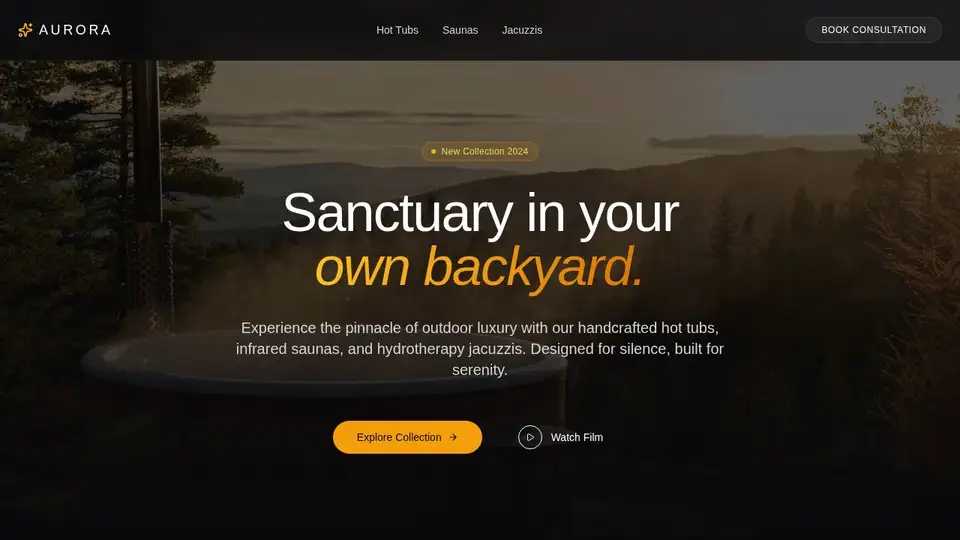 AURORA
Hot Tubs
Saunas
Jacuzzis
BOOK CONSULTATION
New Collection 2024
Sanctuary in your
own backyard.
Experience the pinnacle of outdoor luxury with our handcrafted hot tubs,
infrared saunas, and hydrotherapy jacuzzis. Designed for silence, built for
serenity.
Explore Collection
Watch Film